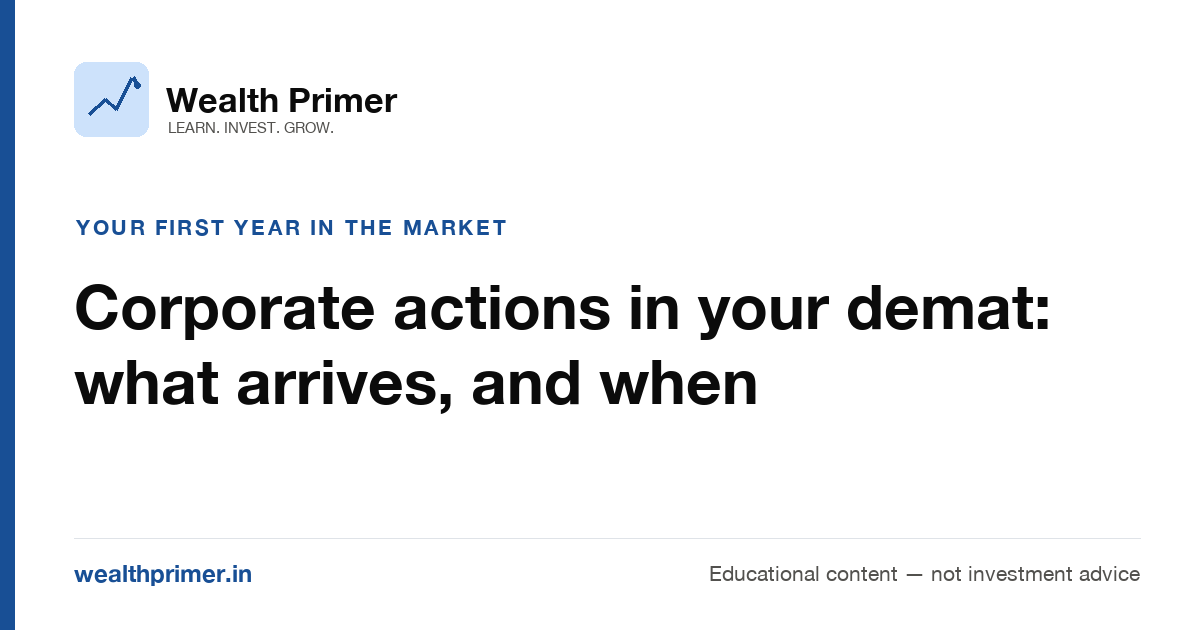 Wealth Primer
LEARN. INVEST. GROW.
YOUR FIRST YEAR IN THE MARKET
Corporate actions in your demat:
what arrives, and when
wealthprimer.in
Educational content — not investment advice